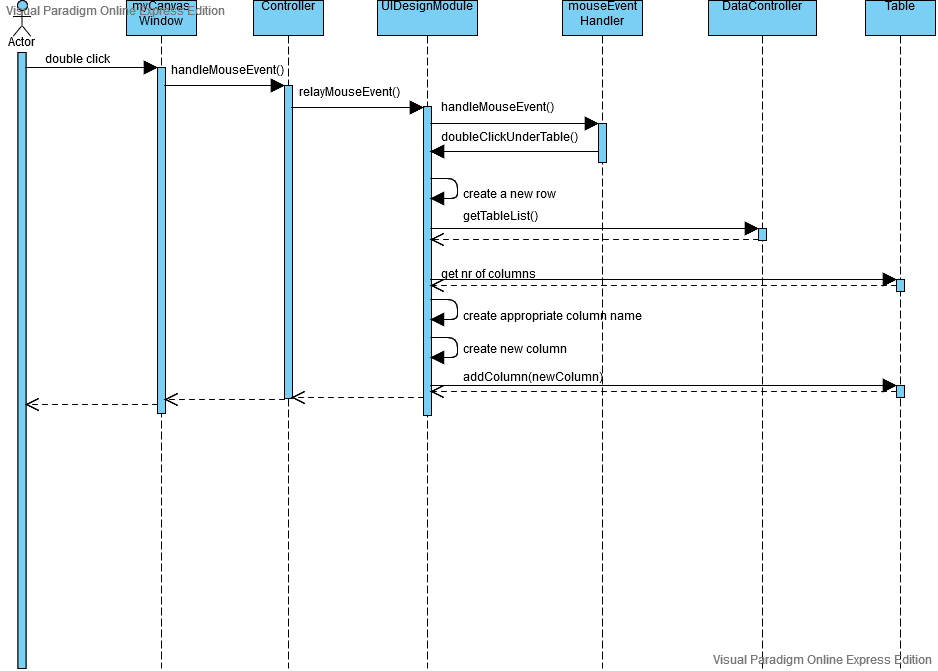 Visual Paradigm Online Express Edition
myCanvas
Window
Controller
UIDesignModule
mouseEvent
Handler
DataController
Table
Actor
double click
handleMouseEvent()
relayMouseEvent()
handleMouseEvent()
doubleClickUnderTable()
create a new row
getTableList()
get nr of columns
create appropriate column name
create new column
addColumn(newColumn)
Visual Paradigm Online Express Edition